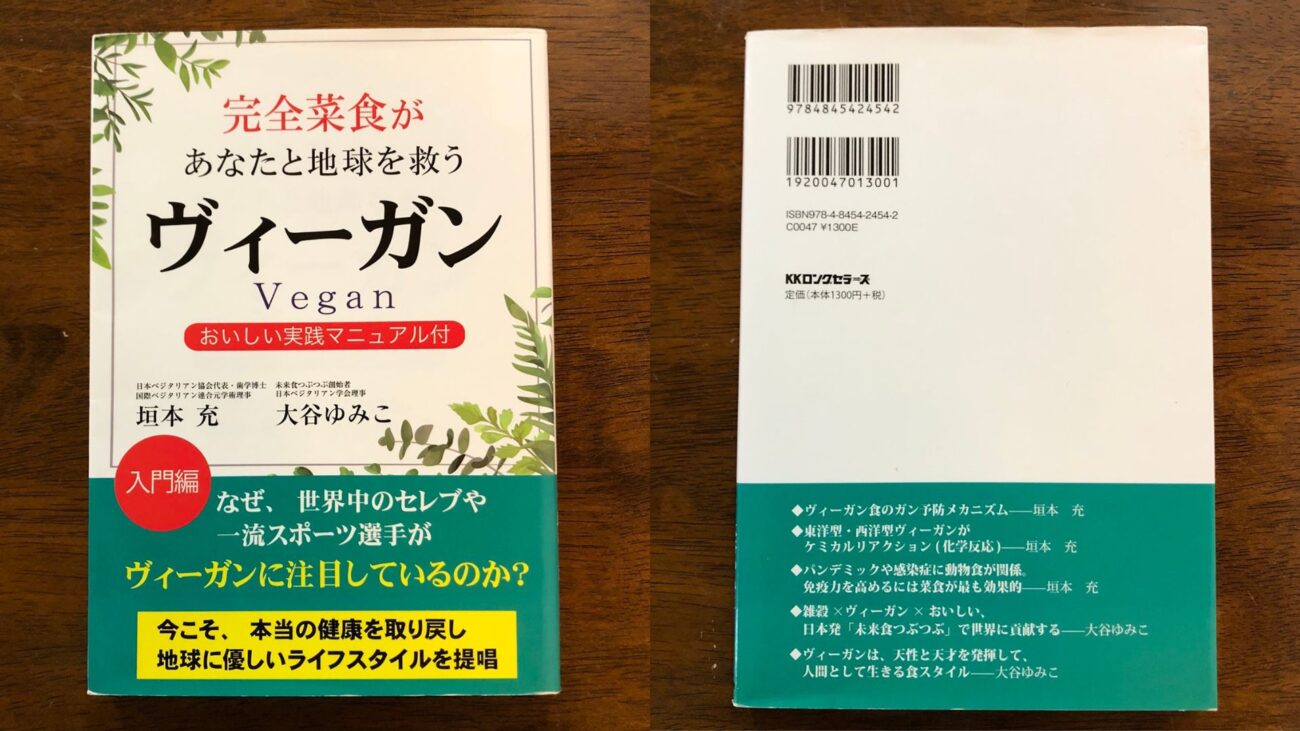 完全菜食が
あなたと地球を救う
ヴィーガン
Vegan
おいしい実践マニュアル付
日本ベジタリアン協会代表・歯学博士
国際ベジタリアン連合元学術理事
垣本 充
未来食つぶつぶ創始者
日本ベジタリアン学会理事
大谷ゆみこ
入門編
なぜ、世界中のセレブや
一流スポーツ選手が
ヴィーガンに注目しているのか?
今こそ、本当の健康を取り戻し
地球に優しいライフスタイルを提唱
9784845424542
1920047013001
ISBN978-4-8454-2454-2
C0047 ¥1300E
KKロングセラーズ
定価(本体1300円+税)
◆ヴィーガン食のガン予防メカニズム——垣本 充
◆東洋型・西洋型ヴィーガンが
ケミカルリアクション(化学反応)——垣本 充
◆パンデミックや感染症に動物食が関係。
免疫力を高めるには菜食が最も効果的——垣本 充
◆雑穀×ヴィーガン×おいしい、
日本発「未来食つぶつぶ」で世界に貢献する——大谷ゆみこ
◆ヴィーガンは、天性と天才を発揮して、
人間として生きる食スタイル——大谷ゆみこ